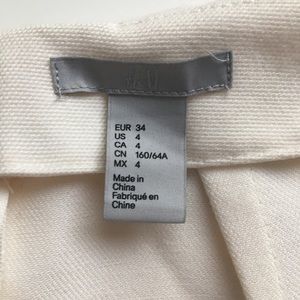 H&M
EUR 34
US 4
CA 4
CN 160/64A
MX 4
Made in
China
Fabriqué en
Chine